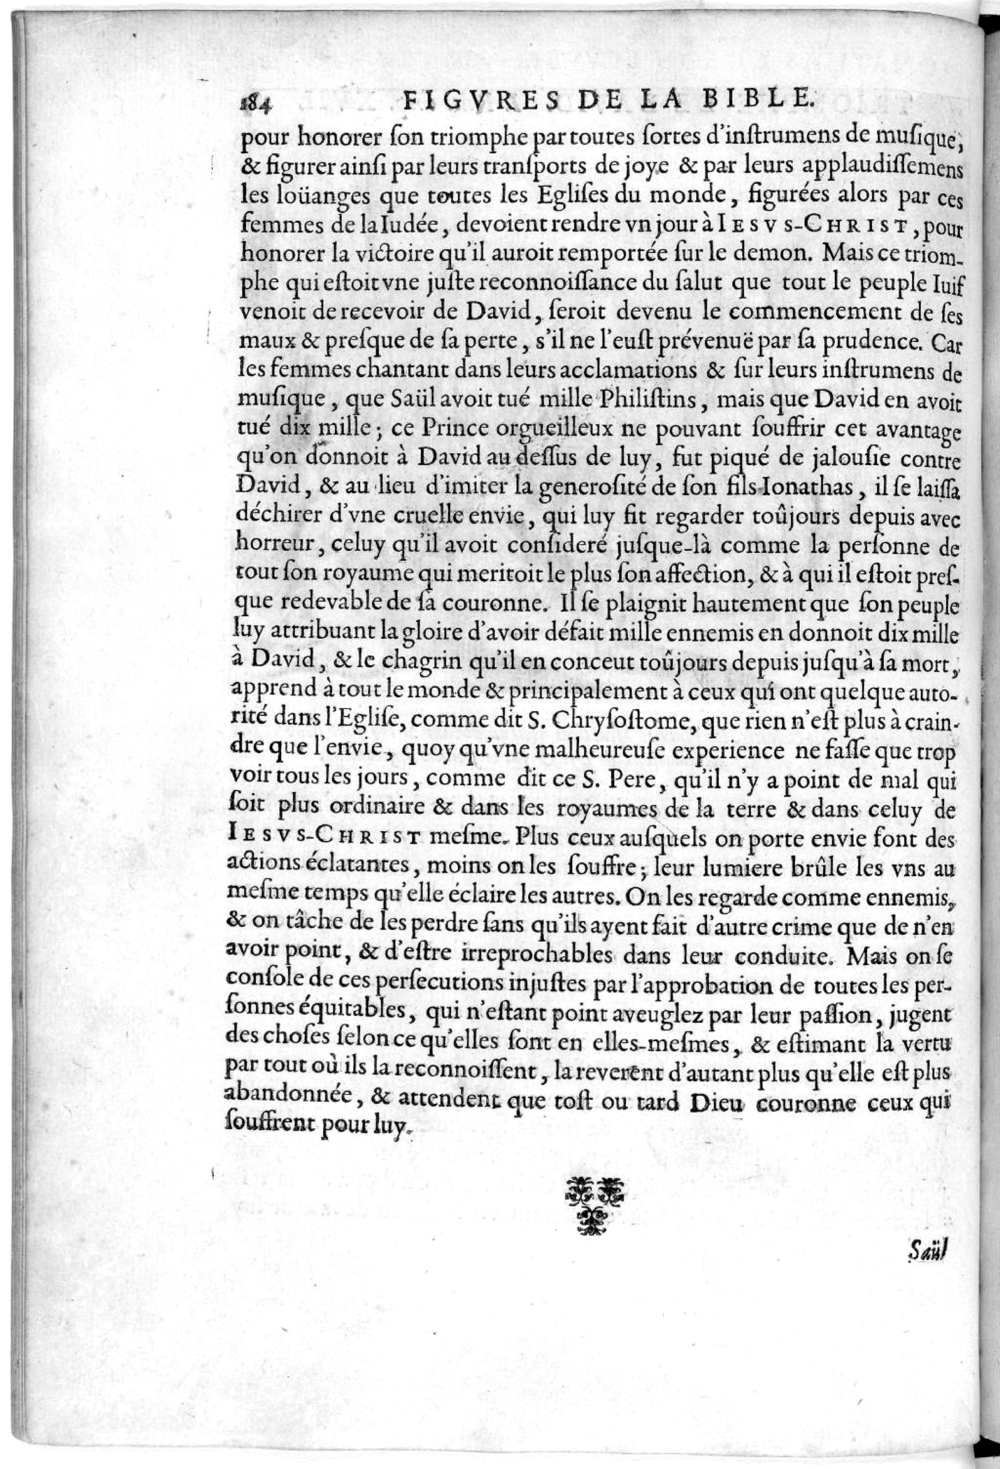 184 FIGVRES DE LA BIBLE.
pour honorer ſon triomphe par toutes ſortes d'inſtrumens de muſique,
& figurer ainſi par leurs tranſports de joye & par leurs applaudiſſemens
les loüanges que toutes les Egliſes du monde, figurées alors par ces
femmes de la Iudée, devoient rendre vn jour à IESVS-CHRIST, pour
honorer la victoire qu'il auroit remportée ſur le demon. Mais ce triom-
phe qui eſtoit vne juſte reconnoiſſance du ſalut que tout le peuple Iuif
venoit de recevoir de David, ſeroit devenu le commencement de ſes
maux & preſque de ſa perte, s'il ne l'euſt prévenuë par ſa prudence. Car
les femmes chantant dans leurs acclamations & ſur leurs inſtrumens de
muſique, que Saül avoit tué mille Philiſtins, mais que David en avoit
tué dix mille; ce Prince orgueilleux ne pouvant ſouffrir cet avantage
qu'on donnoit à David au deſſus de luy, fut piqué de jalouſie contre
David, & au lieu d'imiter la generoſité de ſon fils Ionathas, il ſe laiſſa
déchirer d'vne cruelle envie, qui luy fit regarder toûjours depuis avec
horreur, celuy qu'il avoit conſideré juſque-là comme la perſonne de
tout ſon royaume qui meritoit le plus ſon affection, & à qui il eſtoit preſ-
que redevable de ſa couronne. Il ſe plaignit hautement que ſon peuple
luy attribuant la gloire d'avoir défait mille ennemis en donnoit dix mille
à David, & le chagrin qu'il en conceut toûjours depuis juſqu'à ſa mort,
apprend à tout le monde & principalement à ceux qui ont quelque auto-
rité dans l'Egliſe, comme dit S. Chryſoſtome, que rien n'eſt plus à crain-
dre que l'envie, quoy qu'vne malheureuſe experience ne faſſe que trop
voir tous les jours, comme dit ce S. Pere, qu'il n'y a point de mal qui
ſoit plus ordinaire & dans les royaumes de la terre & dans celuy de
IESVS-CHRIST meſme. Plus ceux auſquels on porte envie font des
actions éclatantes, moins on les ſouffre; leur lumiere brûle les vns au
meſme temps qu'elle éclaire les autres. On les regarde comme ennemis,
& on tâche de les perdre ſans qu'ils ayent fait d'autre crime que de n'en
avoir point, & d'eſtre irreprochables dans leur conduite. Mais on ſe
conſole de ces perſecutions injuſtes par l'approbation de toutes les per-
ſonnes équitables, qui n'eſtant point aveuglez par leur paſſion, jugent
des choſes ſelon ce qu'elles ſont en elles-meſmes, & eſtimant la vertu
par tout où ils la reconnoiſſent, la reverent d'autant plus qu'elle eſt plus
abandonnée, & attendent que toſt ou tard Dieu couronne ceux qui
ſouffrent pour luy.
Saül